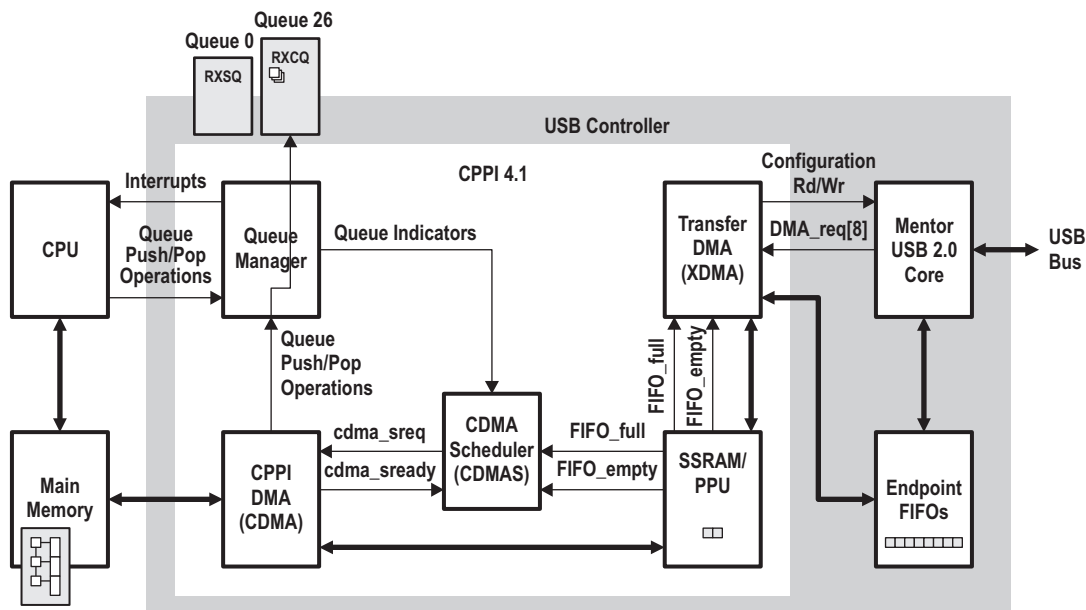 Queue 26
Queue 0
RXSQ
RXCQ
USB Controller
CPPI 4.1
Interrupts
CPU
Queue
Push/Pop
Operations
Queue
Manager
Queue Indicators
Transfer
DMA
(XDMA)
Configuration
Rd/Wr
DMA_req[8]
Mentor
USB 2.0
Core
USB
Bus
Queue
Push/Pop
Operations
FIFO_full
FIFO_empty
Main
Memory
CPPI
DMA
(CDMA)
cdma_sreq
cdma_sready
CDMA
Scheduler
(CDMAS)
FIFO_full
FIFO_empty
SSRAM/
PPU
Endpoint
FIFOs